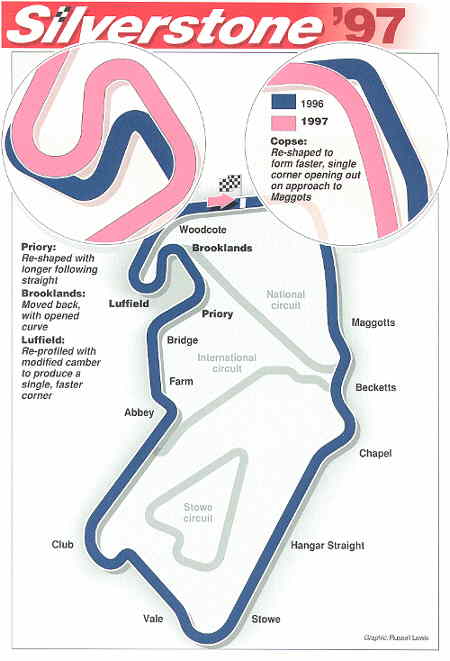 Silverstone '97
1996
1997
Copse:
Re-shaped to
form faster, single
corner opening out
on approach to
Maggots
Woodcote
Brooklands
Priory:
Re-shaped with
longer following
straight
Brooklands:
Moved back,
with opened
curve
Luffield:
Re-profiled with
modified camber
to produce a
single, faster
corner
Luffield
Priory
National
circuit
Maggotts
Bridge
International
circuit
Farm
Becketts
Abbey
Chapel
Stowe
circuit
Club
Hangar Straight
Vale
Stowe
Graphic: Russell Lewis